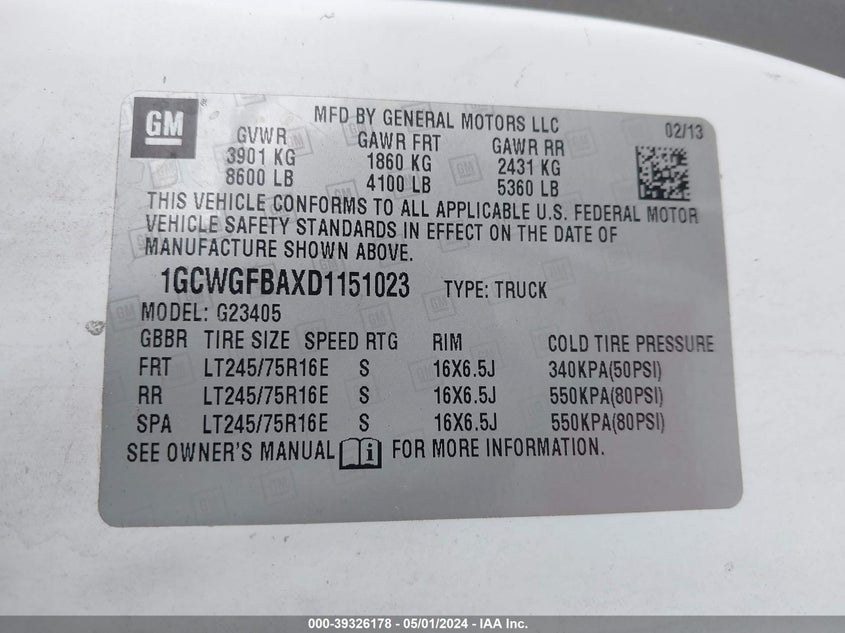 GM
MFD BY GENERAL MOTORS LLC
02/13
GVWR GAWR FRT GAWR RR
3901 KG 1860 KG 2431 KG
8600 LB 4100 LB 5360 LB
THIS VEHICLE CONFORMS TO ALL APPLICABLE U.S. FEDERAL MOTOR
VEHICLE SAFETY STANDARDS IN EFFECT ON THE DATE OF
MANUFACTURE SHOWN ABOVE.
1GCWGFBAXD1151023 TYPE: TRUCK
MODEL: G23405
GBBR TIRE SIZE SPEED RTG RIM COLD TIRE PRESSURE
FRT LT245/75R16E S 16X6.5J 340KPA(50PSI)
RR LT245/75R16E S 16X6.5J 550KPA(80PSI)
SPA LT245/75R16E S 16X6.5J 550KPA(80PSI)
SEE OWNER'S MANUAL i FOR MORE INFORMATION.
000-39326178 - 05/01/2024 - IAA Inc.